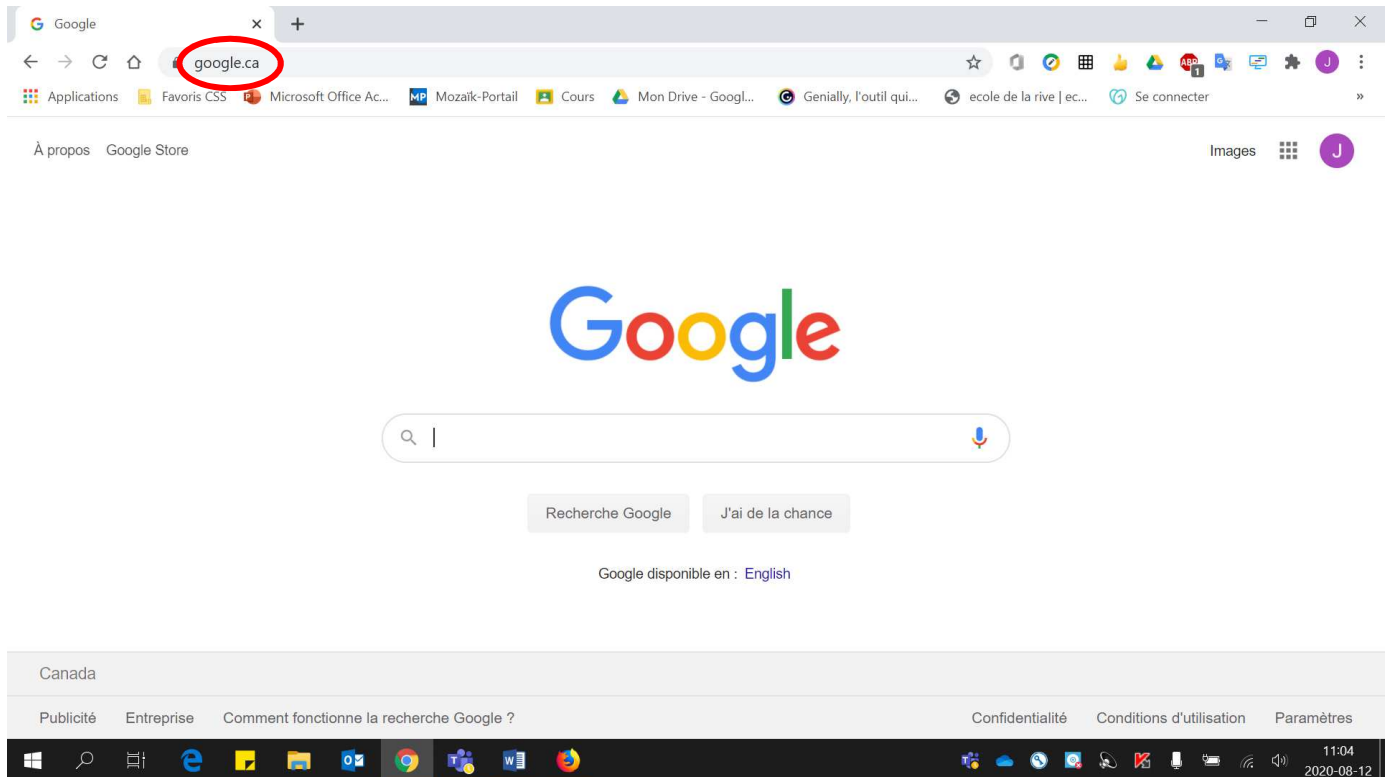 Google
google.ca
Applications Favoris CSS Microsoft Office Ac... MP Mozaïk-Portail Cours Mon Drive - Googl... Genially, l'outil qui... ecole de la rive | ec... Se connecter »
À propos Google Store Images J
Google
Recherche Google J'ai de la chance
Google disponible en : English
Canada
Publicité Entreprise Comment fonctionne la recherche Google ? Confidentialité Conditions d'utilisation Paramètres
11:04
2020-08-12